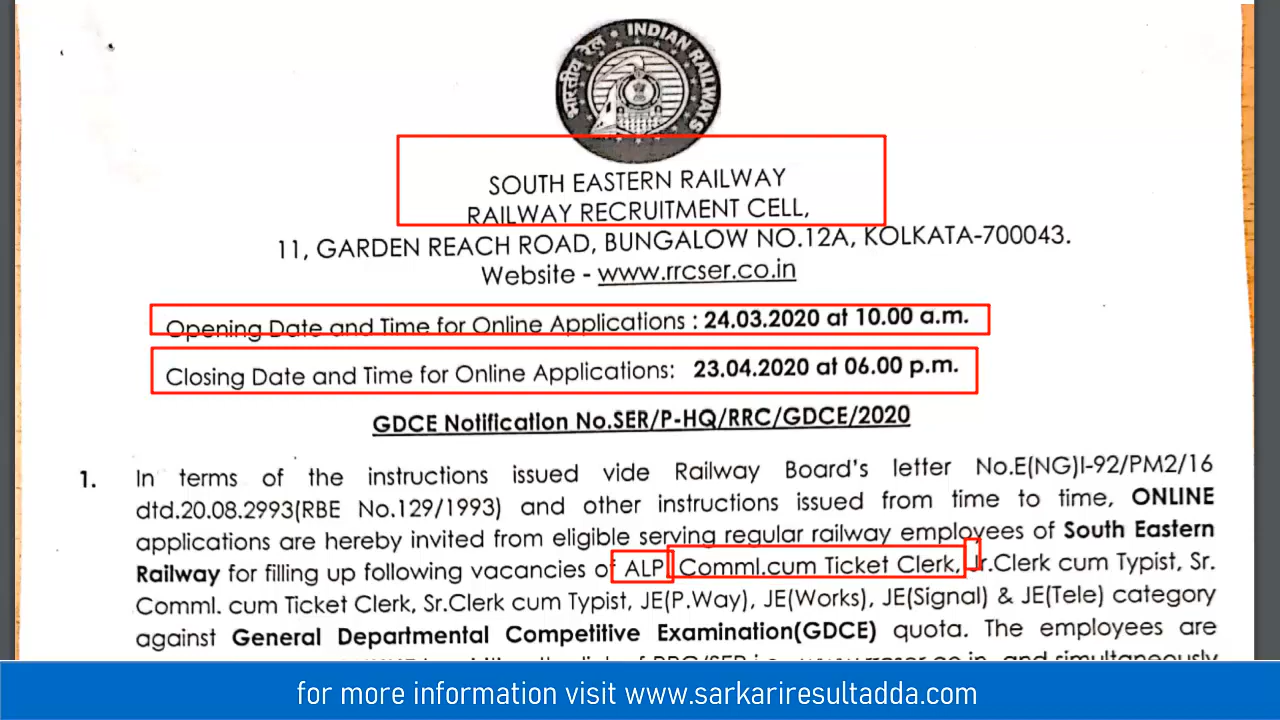 भारतीय रेल • INDIAN RAILWAYS
SOUTH EASTERN RAILWAY
RAILWAY RECRUITMENT CELL,
11, GARDEN REACH ROAD, BUNGALOW NO.12A, KOLKATA-700043.
Website - www.rrcser.co.in
Opening Date and Time for Online Applications : 24.03.2020 at 10.00 a.m.
Closing Date and Time for Online Applications: 23.04.2020 at 06.00 p.m.
GDCE Notification No.SER/P-HQ/RRC/GDCE/2020
1. In terms of the instructions issued vide Railway Board's letter No.E(NG)I-92/PM2/16
dtd.20.08.2993(RBE No.129/1993) and other instructions issued from time to time, ONLINE
applications are hereby invited from eligible serving regular railway employees of South Eastern
Railway for filling up following vacancies of ALP, Comml.cum Ticket Clerk, Jr.Clerk cum Typist, Sr.
Comml. cum Ticket Clerk, Sr.Clerk cum Typist, JE(P.Way), JE(Works), JE(Signal) & JE(Tele) category
against General Departmental Competitive Examination(GDCE) quota. The employees are
www.rrcser.co.in and simultaneously
for more information visit www.sarkariresultadda.com